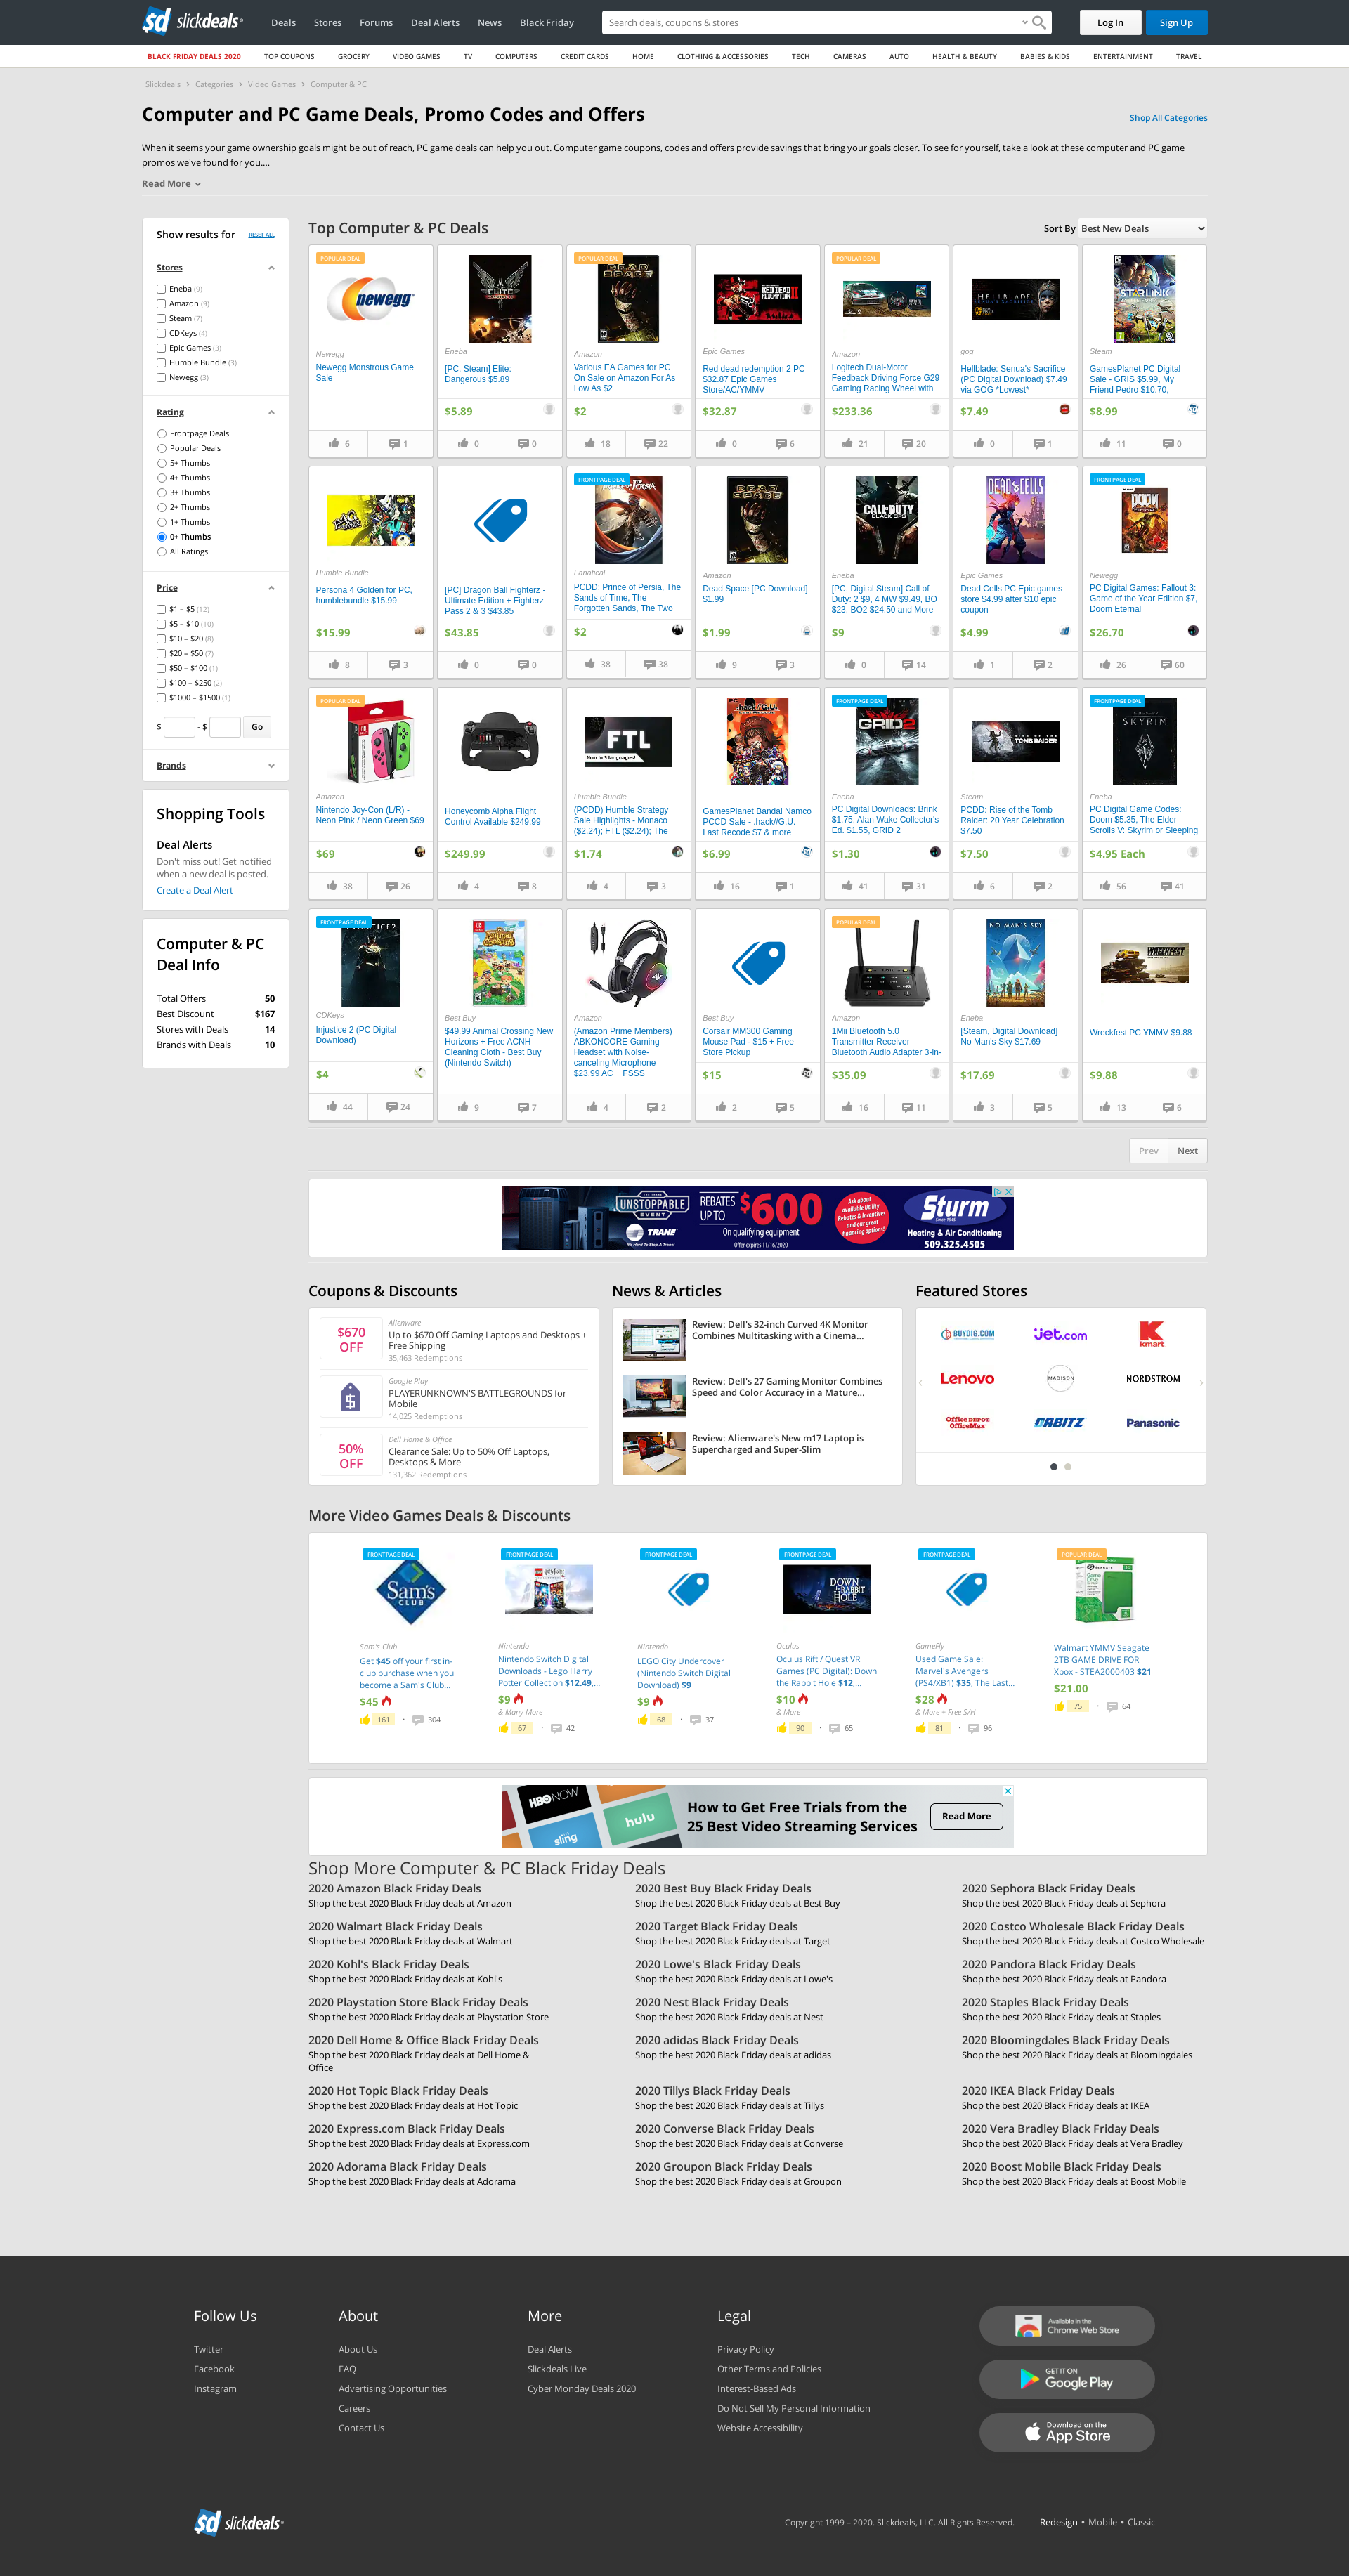 slickdeals
Deals Stores Forums Deal Alerts News Black Friday
Search deals, coupons & stores
Log In Sign Up
BLACK FRIDAY DEALS 2020 TOP COUPONS GROCERY VIDEO GAMES TV COMPUTERS CREDIT CARDS HOME CLOTHING & ACCESSORIES TECH CAMERAS AUTO HEALTH & BEAUTY BABIES & KIDS ENTERTAINMENT TRAVEL
Slickdeals › Categories › Video Games › Computer & PC
Computer and PC Game Deals, Promo Codes and Offers
Shop All Categories
When it seems your game ownership goals might be out of reach, PC game deals can help you out. Computer game coupons, codes and offers provide savings that bring your goals closer. To see for yourself, take a look at these computer and PC game
promos we've found for you....
Read More
Show results for RESET ALL
Stores
Eneba (9)
Amazon (9)
Steam (7)
CDKeys (4)
Epic Games (3)
Humble Bundle (3)
Newegg (3)
Rating
Frontpage Deals
Popular Deals
5+ Thumbs
4+ Thumbs
3+ Thumbs
2+ Thumbs
1+ Thumbs
0+ Thumbs
All Ratings
Price
$1 – $5 (12)
$5 – $10 (10)
$10 – $20 (8)
$20 – $50 (7)
$50 – $100 (1)
$100 – $250 (2)
$1000 – $1500 (1)
$ - $ Go
Brands
Shopping Tools
Deal Alerts
Don't miss out! Get notified
when a new deal is posted.
Create a Deal Alert
Computer & PC
Deal Info
Total Offers 50
Best Discount $167
Stores with Deals 14
Brands with Deals 10
Top Computer & PC Deals
Sort By Best New Deals
POPULAR DEAL
newegg
Newegg
Newegg Monstrous Game
Sale
6 1
ELITE
Eneba
[PC, Steam] Elite:
Dangerous $5.89
$5.89
0 0
POPULAR DEAL
DEAD SPACE
Amazon
Various EA Games for PC
On Sale on Amazon For As
Low As $2
$2
18 22
RED DEAD
REDEMPTION II
Epic Games
Red dead redemption 2 PC
$32.87 Epic Games
Store/AC/YMMV
$32.87
0 6
POPULAR DEAL
Amazon
Logitech Dual-Motor
Feedback Driving Force G29
Gaming Racing Wheel with
$233.36
21 20
HELLBLADE
gog
Hellblade: Senua's Sacrifice
(PC Digital Download) $7.49
via GOG *Lowest*
$7.49
0 1
STARLINK
Steam
GamesPlanet PC Digital
Sale - GRIS $5.99, My
Friend Pedro $10.70,
$8.99
11 0
Humble Bundle
Persona 4 Golden for PC,
humblebundle $15.99
$15.99
8 3
[PC] Dragon Ball Fighterz -
Ultimate Edition + Fighterz
Pass 2 & 3 $43.85
$43.85
0 0
FRONTPAGE DEAL
Fanatical
PCDD: Prince of Persia, The
Sands of Time, The
Forgotten Sands, The Two
$2
38 38
DEAD SPACE
Amazon
Dead Space [PC Download]
$1.99
$1.99
9 3
CALL OF DUTY
BLACK OPS
Eneba
[PC, Digital Steam] Call of
Duty: 2 $9, 4 MW $9.49, BO
$23, BO2 $24.50 and More
$9
0 14
DEAD CELLS
Epic Games
Dead Cells PC Epic games
store $4.99 after $10 epic
coupon
$4.99
1 2
FRONTPAGE DEAL
DOOM
Newegg
PC Digital Games: Fallout 3:
Game of the Year Edition $7,
Doom Eternal
$26.70
26 60
POPULAR DEAL
Amazon
Nintendo Joy-Con (L/R) -
Neon Pink / Neon Green $69
$69
38 26
Honeycomb Alpha Flight
Control Available $249.99
$249.99
4 8
FTL
Now in 9 languages!
Humble Bundle
(PCDD) Humble Strategy
Sale Highlights - Monaco
($2.24); FTL ($2.24); The
$1.74
4 3
.hack//G.U.
GamesPlanet Bandai Namco
PCCD Sale - .hack//G.U.
Last Recode $7 & more
$6.99
16 1
FRONTPAGE DEAL
GRID2
Eneba
PC Digital Downloads: Brink
$1.75, Alan Wake Collector's
Ed. $1.55, GRID 2
$1.30
41 31
TOMB RAIDER
Steam
PCDD: Rise of the Tomb
Raider: 20 Year Celebration
$7.50
$7.50
6 2
FRONTPAGE DEAL
SKYRIM
Eneba
PC Digital Game Codes:
Doom $5.35, The Elder
Scrolls V: Skyrim or Sleeping
$4.95 Each
56 41
FRONTPAGE DEAL
CDKeys
Injustice 2 (PC Digital
Download)
$4
44 24
Animal Crossing
Best Buy
$49.99 Animal Crossing New
Horizons + Free ACNH
Cleaning Cloth - Best Buy
(Nintendo Switch)
9 7
Amazon
(Amazon Prime Members)
ABKONCORE Gaming
Headset with Noise-
canceling Microphone
$23.99 AC + FSSS
4 2
Best Buy
Corsair MM300 Gaming
Mouse Pad - $15 + Free
Store Pickup
$15
2 5
POPULAR DEAL
Amazon
1Mii Bluetooth 5.0
Transmitter Receiver
Bluetooth Audio Adapter 3-in-
$35.09
16 11
NO MAN'S SKY
Eneba
[Steam, Digital Download]
No Man's Sky $17.69
$17.69
3 5
WRECKFEST
Wreckfest PC YMMV $9.88
$9.88
13 6
Prev Next
UNSTOPPABLE
EVENT
TRANE
It's Hard To Stop A Trane.
REBATES
UP TO $600
On qualifying equipment
Offer expires 11/16/2020
Ask about
available Utility
Rebates & Incentives
and our great
financing options!
Sturm
Heating & Air Conditioning
509.325.4505
Coupons & Discounts
$670
OFF
Alienware
Up to $670 Off Gaming Laptops and Desktops +
Free Shipping
35,463 Redemptions
Google Play
PLAYERUNKNOWN'S BATTLEGROUNDS for
Mobile
14,025 Redemptions
50%
OFF
Dell Home & Office
Clearance Sale: Up to 50% Off Laptops,
Desktops & More
131,362 Redemptions
News & Articles
Review: Dell's 32-inch Curved 4K Monitor
Combines Multitasking with a Cinema...
Review: Dell's 27 Gaming Monitor Combines
Speed and Color Accuracy in a Mature...
Review: Alienware's New m17 Laptop is
Supercharged and Super-Slim
Featured Stores
BUYDIG.COM jet.com Kmart
Lenovo MADISON NORDSTROM
Office DEPOT
OfficeMax ORBITZ Panasonic
More Video Games Deals & Discounts
FRONTPAGE DEAL
Sam's CLUB
Sam's Club
Get $45 off your first in-
club purchase when you
become a Sam's Club...
$45
161 · 304
FRONTPAGE DEAL
Nintendo
Nintendo Switch Digital
Downloads - Lego Harry
Potter Collection $12.49,...
$9
& Many More
67 · 42
FRONTPAGE DEAL
Nintendo
LEGO City Undercover
(Nintendo Switch Digital
Download) $9
$9
68 · 37
FRONTPAGE DEAL
DOWN
RABBIT
HOLE
Oculus
Oculus Rift / Quest VR
Games (PC Digital): Down
the Rabbit Hole $12,...
$10
& More
90 · 65
FRONTPAGE DEAL
GameFly
Used Game Sale:
Marvel's Avengers
(PS4/XB1) $35, The Last...
$28
& More + Free S/H
81 · 96
POPULAR DEAL
Walmart YMMV Seagate
2TB GAME DRIVE FOR
Xbox - STEA2000403 $21
$21.00
75 · 64
HBO NOW
sling
hulu
How to Get Free Trials from the
25 Best Video Streaming Services
Read More
Shop More Computer & PC Black Friday Deals
2020 Amazon Black Friday Deals
Shop the best 2020 Black Friday deals at Amazon
2020 Best Buy Black Friday Deals
Shop the best 2020 Black Friday deals at Best Buy
2020 Sephora Black Friday Deals
Shop the best 2020 Black Friday deals at Sephora
2020 Walmart Black Friday Deals
Shop the best 2020 Black Friday deals at Walmart
2020 Target Black Friday Deals
Shop the best 2020 Black Friday deals at Target
2020 Costco Wholesale Black Friday Deals
Shop the best 2020 Black Friday deals at Costco Wholesale
2020 Kohl's Black Friday Deals
Shop the best 2020 Black Friday deals at Kohl's
2020 Lowe's Black Friday Deals
Shop the best 2020 Black Friday deals at Lowe's
2020 Pandora Black Friday Deals
Shop the best 2020 Black Friday deals at Pandora
2020 Playstation Store Black Friday Deals
Shop the best 2020 Black Friday deals at Playstation Store
2020 Nest Black Friday Deals
Shop the best 2020 Black Friday deals at Nest
2020 Staples Black Friday Deals
Shop the best 2020 Black Friday deals at Staples
2020 Dell Home & Office Black Friday Deals
Shop the best 2020 Black Friday deals at Dell Home &
Office
2020 adidas Black Friday Deals
Shop the best 2020 Black Friday deals at adidas
2020 Bloomingdales Black Friday Deals
Shop the best 2020 Black Friday deals at Bloomingdales
2020 Hot Topic Black Friday Deals
Shop the best 2020 Black Friday deals at Hot Topic
2020 Tillys Black Friday Deals
Shop the best 2020 Black Friday deals at Tillys
2020 IKEA Black Friday Deals
Shop the best 2020 Black Friday deals at IKEA
2020 Express.com Black Friday Deals
Shop the best 2020 Black Friday deals at Express.com
2020 Converse Black Friday Deals
Shop the best 2020 Black Friday deals at Converse
2020 Vera Bradley Black Friday Deals
Shop the best 2020 Black Friday deals at Vera Bradley
2020 Adorama Black Friday Deals
Shop the best 2020 Black Friday deals at Adorama
2020 Groupon Black Friday Deals
Shop the best 2020 Black Friday deals at Groupon
2020 Boost Mobile Black Friday Deals
Shop the best 2020 Black Friday deals at Boost Mobile
Follow Us
Twitter
Facebook
Instagram
About
About Us
FAQ
Advertising Opportunities
Careers
Contact Us
More
Deal Alerts
Slickdeals Live
Cyber Monday Deals 2020
Legal
Privacy Policy
Other Terms and Policies
Interest-Based Ads
Do Not Sell My Personal Information
Website Accessibility
Available in the
Chrome Web Store
GET IT ON
Google Play
Download on the
App Store
slickdeals
Copyright 1999 – 2020. Slickdeals, LLC. All Rights Reserved.
Redesign • Mobile • Classic